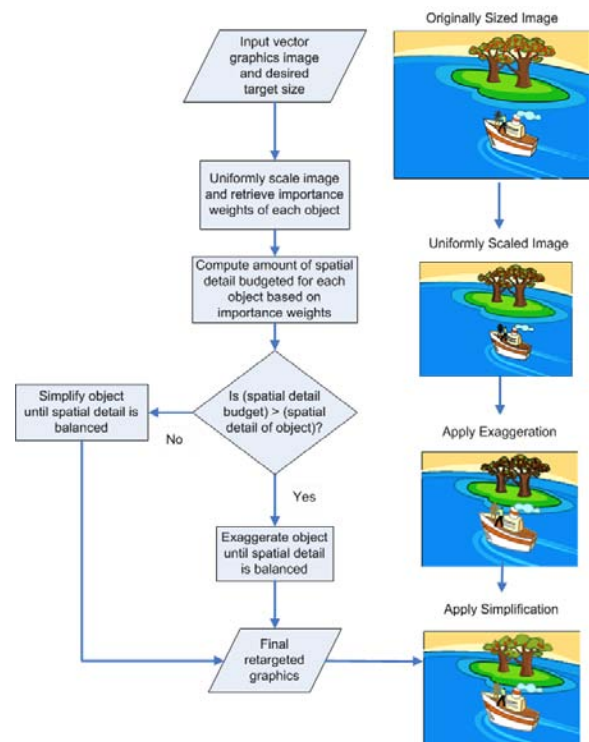 Input vector
graphics image
and desired
target size
Uniformly scale image
and retrieve importance
weights of each object
Compute amount of spatial
detail budgeted for each
object based on
importance weights
Is (spatial detail
budget) > (spatial
detail of object)?
No
Simplify object
until spatial detail is
balanced
Yes
Exaggerate object
until spatial detail
is balanced
Final
retargeted
graphics
Originally Sized Image
Uniformly Scaled Image
Apply Exaggeration
Apply Simplification